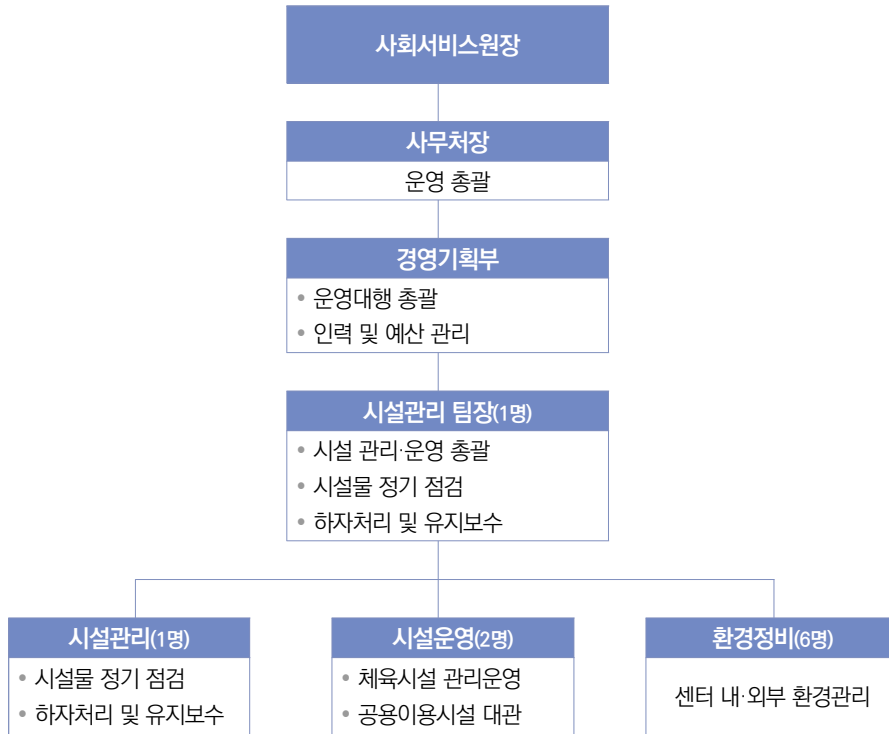 사회서비스원장
사무처장
운영 총괄
경영기획부
• 운영대행 총괄
• 인력 및 예산 관리
시설관리 팀장(1명)
• 시설 관리·운영 총괄
• 시설물 정기 점검
• 하자처리 및 유지보수
시설관리(1명)
• 시설물 정기 점검
• 하자처리 및 유지보수
시설운영(2명)
• 체육시설 관리운영
• 공용이용시설 대관
환경정비(6명)
센터 내·외부 환경관리